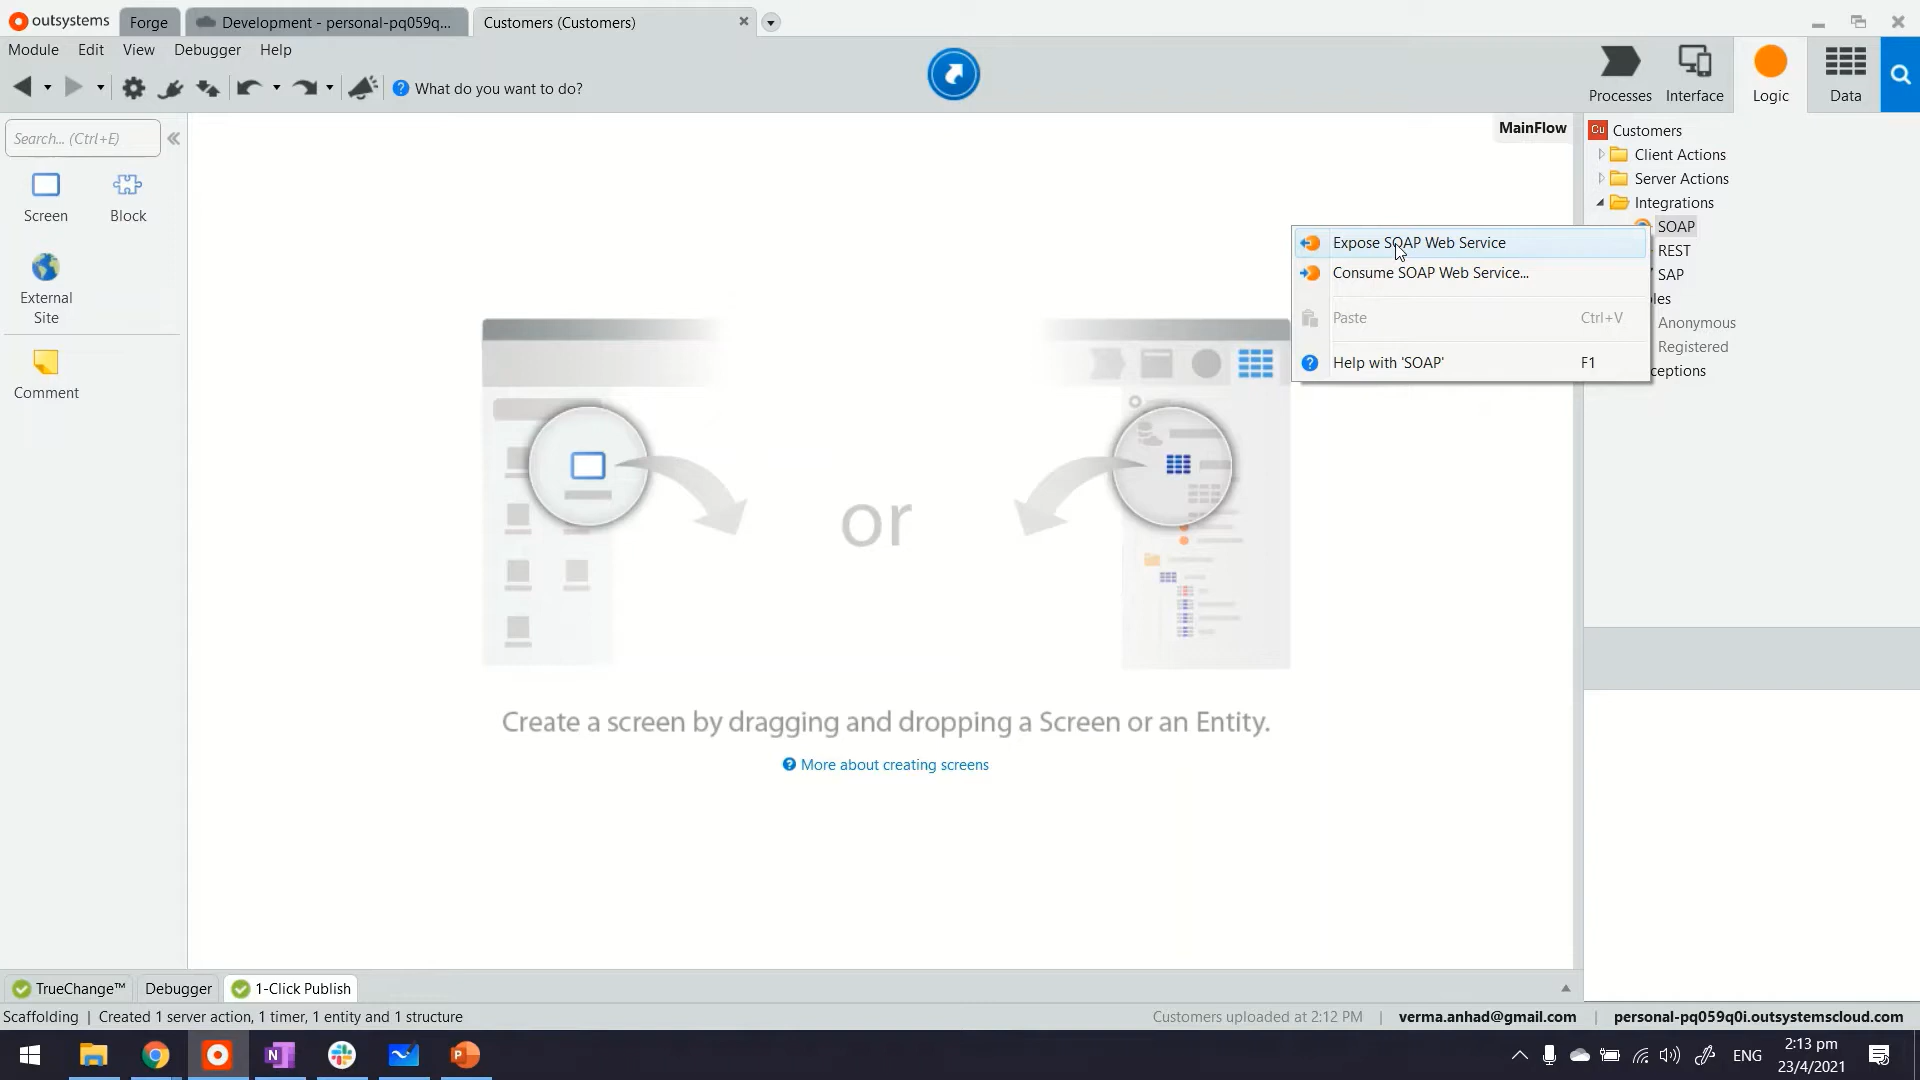 outsystems
Forge
Development - personal-pq059q...
Customers (Customers)
Module Edit View Debugger Help
What do you want to do?
Processes Interface Logic Data
Search... (Ctrl+E)
MainFlow
Screen
Block
External
Site
Comment
Customers
Client Actions
Server Actions
Integrations
SOAP
REST
SAP
les
Anonymous
Registered
ceptions
Expose SOAP Web Service
Consume SOAP Web Service...
Paste Ctrl+V
Help with 'SOAP' F1
or
Create a screen by dragging and dropping a Screen or an Entity.
More about creating screens
TrueChange™ Debugger 1-Click Publish
Scaffolding | Created 1 server action, 1 timer, 1 entity and 1 structure
Customers uploaded at 2:12 PM | verma.anhad@gmail.com | personal-pq059q0i.outsystemscloud.com
ENG
2:13 pm
23/4/2021